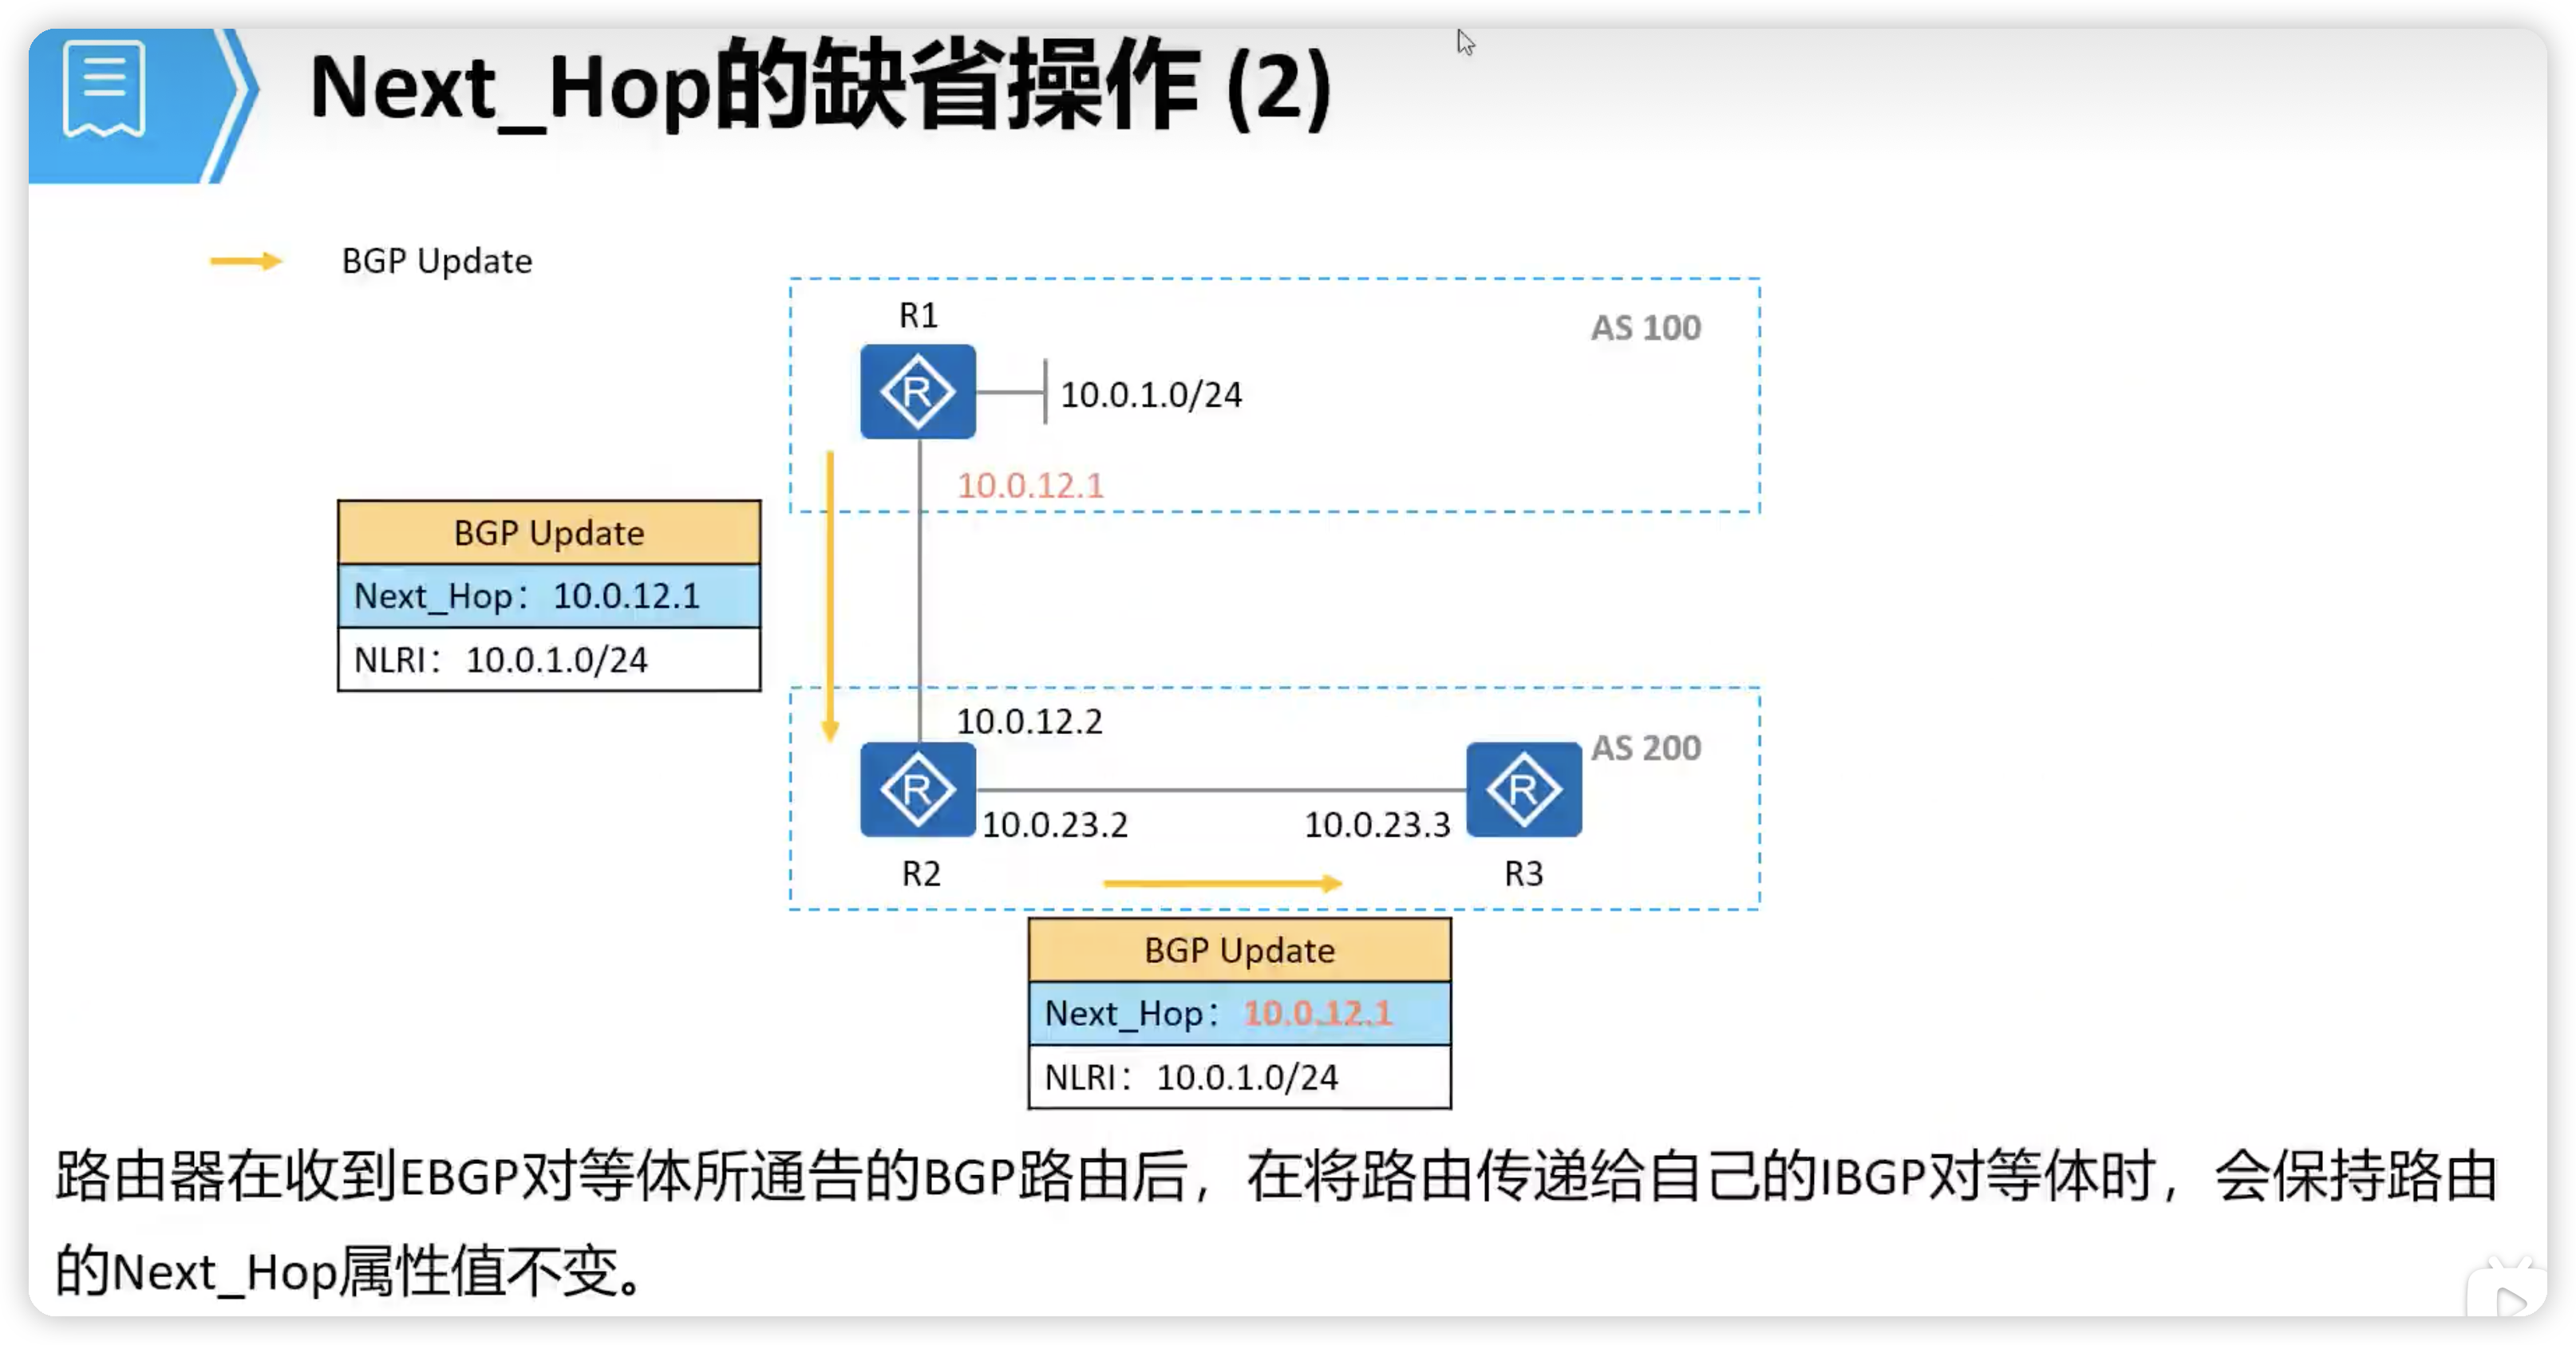 Next_Hop的缺省操作 (2)
BGP Update
R1
AS 100
R
10.0.1.0/24
10.0.12.1
BGP Update
Next_Hop：10.0.12.1
NLRI：10.0.1.0/24
10.0.12.2
AS 200
R
R
10.0.23.2
10.0.23.3
R2
R3
BGP Update
Next_Hop：10.0.12.1
NLRI：10.0.1.0/24
路由器在收到EBGP对等体所通告的BGP路由后，在将路由传递给自己的IBGP对等体时，会保持路由
的Next_Hop属性值不变。